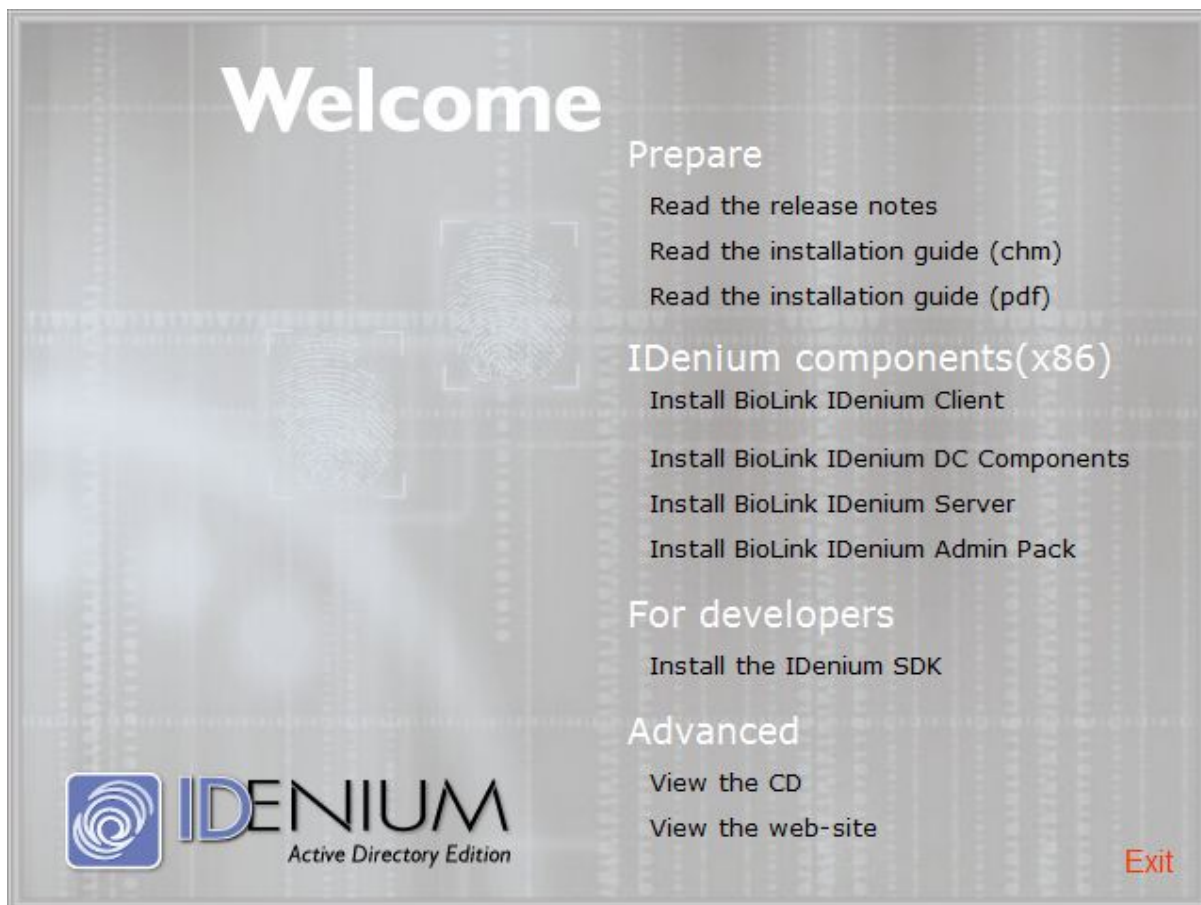 Welcome
Prepare
Read the release notes
Read the installation guide (chm)
Read the installation guide (pdf)
IDenium components(x86)
Install BioLink IDenium Client
Install BioLink IDenium DC Components
Install BioLink IDenium Server
Install BioLink IDenium Admin Pack
For developers
Install the IDenium SDK
Advanced
View the CD
View the web-site
IDENIUM
Active Directory Edition
Exit